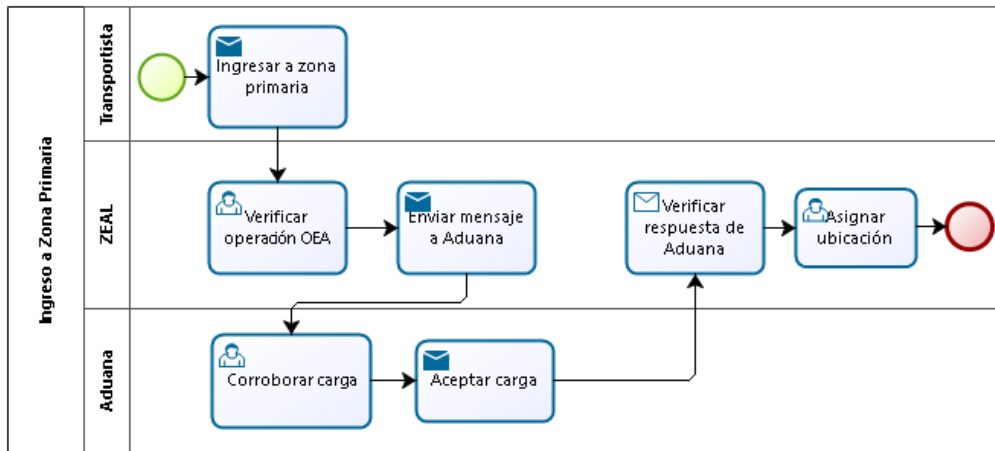 Ingreso a Zona Primaria
Transportista
Ingresar a zona
primaria
ZEAL
Verificar
operación OEA
Enviar mensaje
a Aduana
Verificar
respuesta de
Aduana
Asignar
ubicación
Aduana
Corroborar carga
Aceptar carga